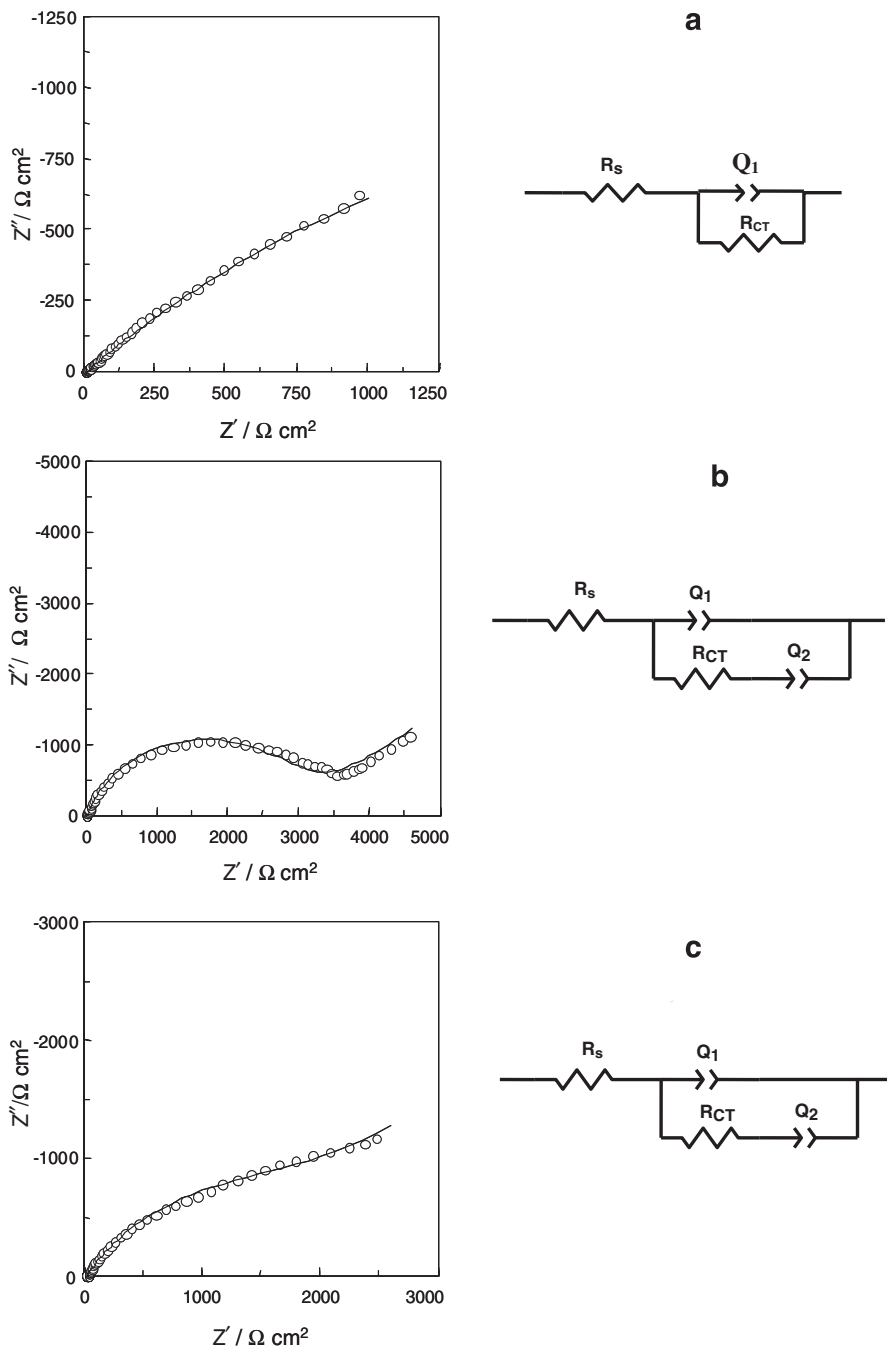 a
-1250
-1000
-750
-500
-250
0
Z″/ Ω cm²
0 250 500 750 1000 1250
Z′ / Ω cm²
Rs
Q₁
RCT
b
-5000
-4000
-3000
-2000
-1000
0
Z″/ Ω cm²
0 1000 2000 3000 4000 5000
Z′ / Ω cm²
Rs
Q1
RCT
Q2
c
-3000
-2000
-1000
0
Z″/Ω cm²
0 1000 2000 3000
Z′ / Ω cm²
Rs
Q1
RCT
Q2